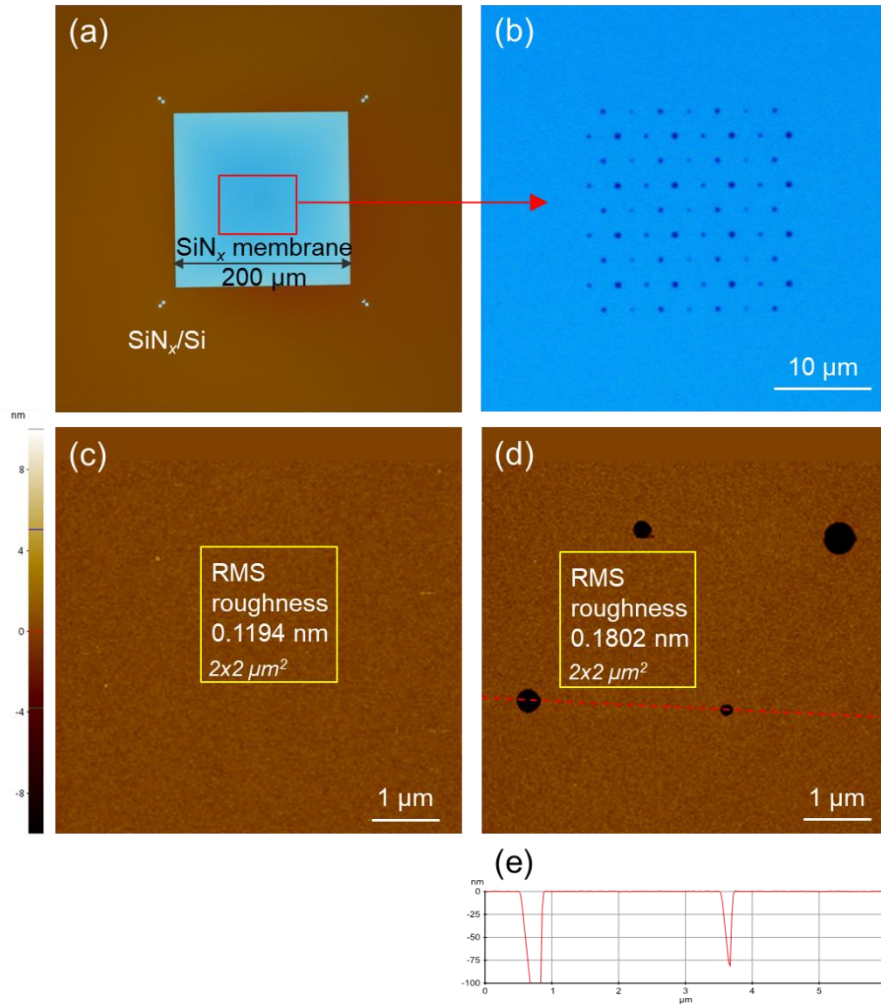 (a)
SiNₓ membrane
200 µm
SiNₓ/Si
(b)
10 µm
nm
8
4
0
-4
-8
(c)
RMS
roughness
0.1194 nm
2x2 µm²
1 µm
(d)
RMS
roughness
0.1802 nm
2x2 µm²
1 µm
(e)
nm
0
-25
-50
-75
-100
0 1 2 3 4 5
µm